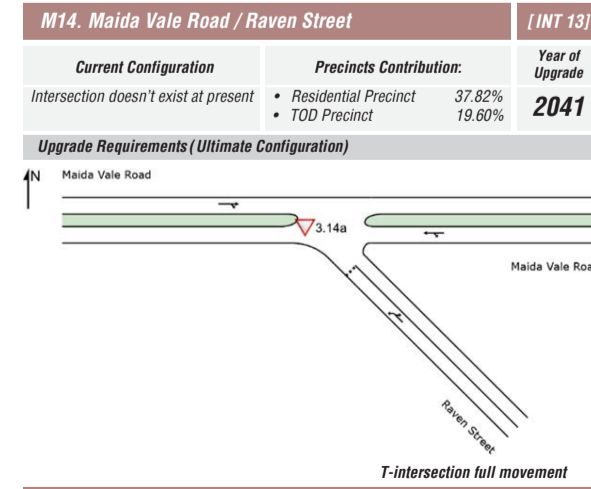 M14. Maida Vale Road / Raven Street
[INT 13]
Current Configuration
Precincts Contribution:
Year of
Upgrade
Intersection doesn't exist at present
• Residential Precinct 37.82%
• TOD Precinct 19.60%
2041
Upgrade Requirements (Ultimate Configuration)
N
Maida Vale Road
3.14a
Maida Vale Roa
Raven Street
T-intersection full movement